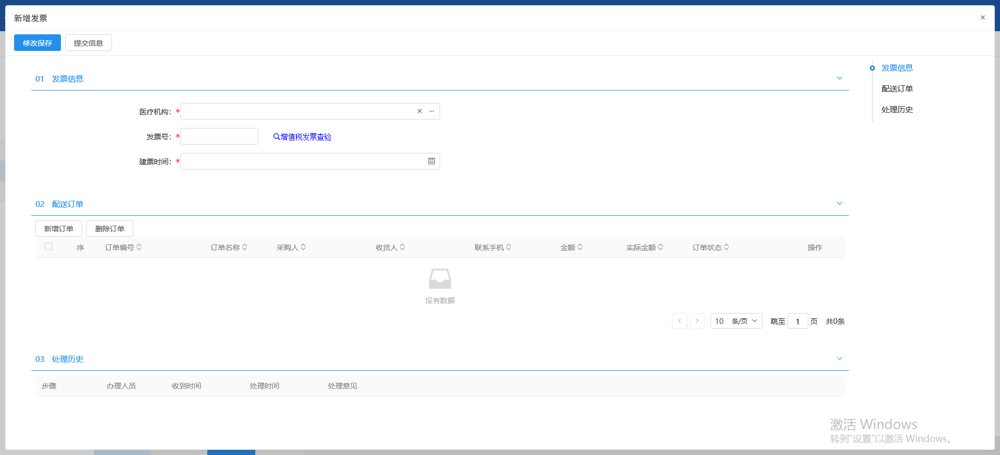 新增发票
修改保存 提交信息
01 发票信息
医疗机构：*
发票号：* 增值税发票查验
建票时间：*
02 配送订单
新增订单 删除订单
序 订单编号 订单名称 采购人 收货人 联系手机 金额 实际金额 订单状态 操作
没有数据
10 条/页 跳至 1 页 共0条
03 处理历史
步骤 办理人员 收到时间 处理时间 处理意见
发票信息
配送订单
处理历史
激活 Windows
转到“设置”以激活 Windows。